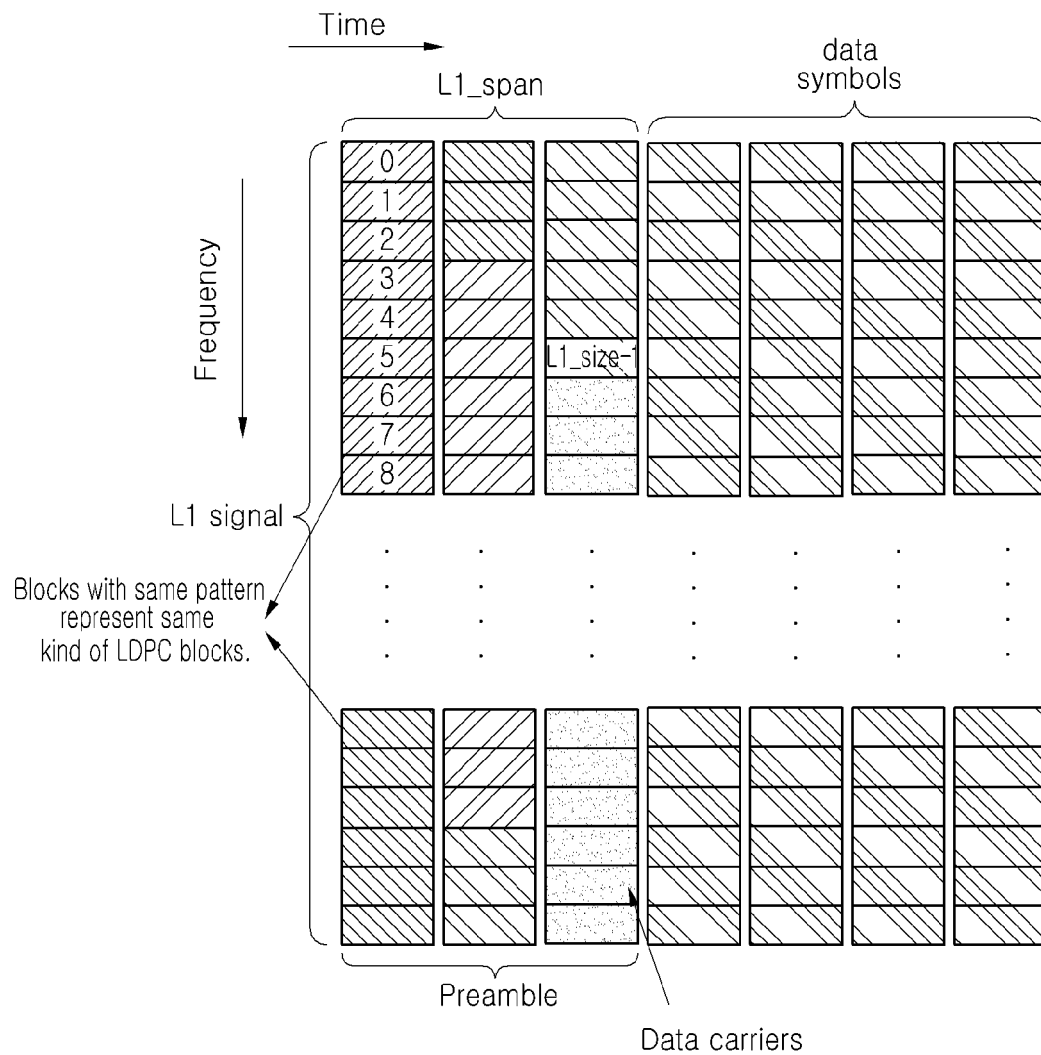 Time
L1_span
data
symbols
Frequency
0
1
2
3
4
5
L1_size-1
6
7
8
L1 signal
Blocks with same pattern
represent same
kind of LDPC blocks.
Preamble
Data carriers